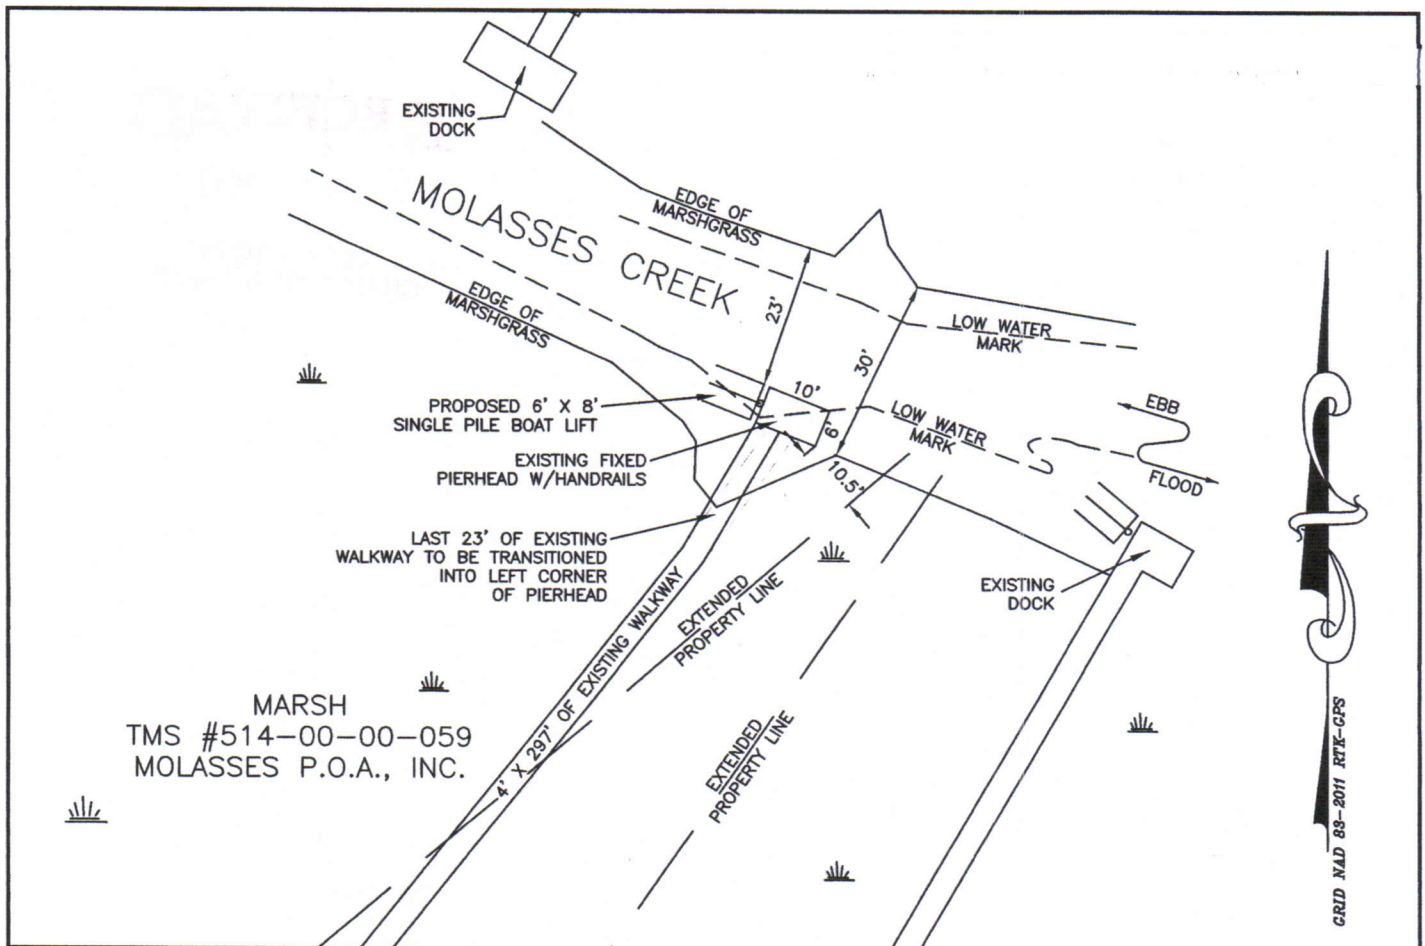 EXISTING
DOCK
MOLASSES CREEK
EDGE OF
MARSHGRASS
EDGE OF
MARSHGRASS
23'
30'
LOW WATER
MARK
10'
6'
PROPOSED 6' X 8'
SINGLE PILE BOAT LIFT
LOW WATER
MARK
EBB
FLOOD
EXISTING FIXED
PIERHEAD W/HANDRAILS
10.5'
LAST 23' OF EXISTING
WALKWAY TO BE TRANSITIONED
INTO LEFT CORNER
OF PIERHEAD
EXISTING
DOCK
EXTENDED
PROPERTY LINE
4' X 297' OF EXISTING WALKWAY
MARSH
TMS #514-00-00-059
MOLASSES P.O.A., INC.
EXTENDED
PROPERTY LINE
GRID NAD 83-2011 RTK-GPS